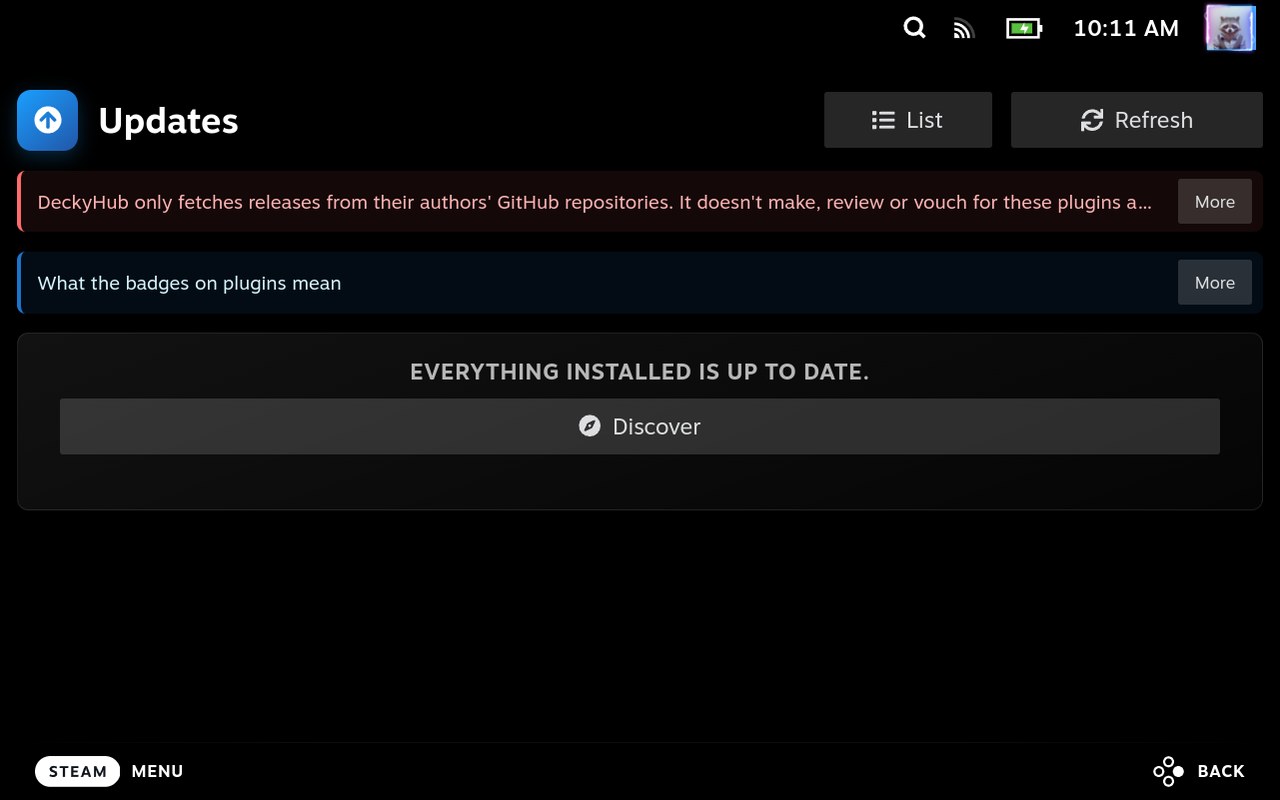 10:11 AM
Updates
List
Refresh
DeckyHub only fetches releases from their authors' GitHub repositories. It doesn't make, review or vouch for these plugins a...
More
What the badges on plugins mean
More
EVERYTHING INSTALLED IS UP TO DATE.
Discover
STEAM MENU
BACK